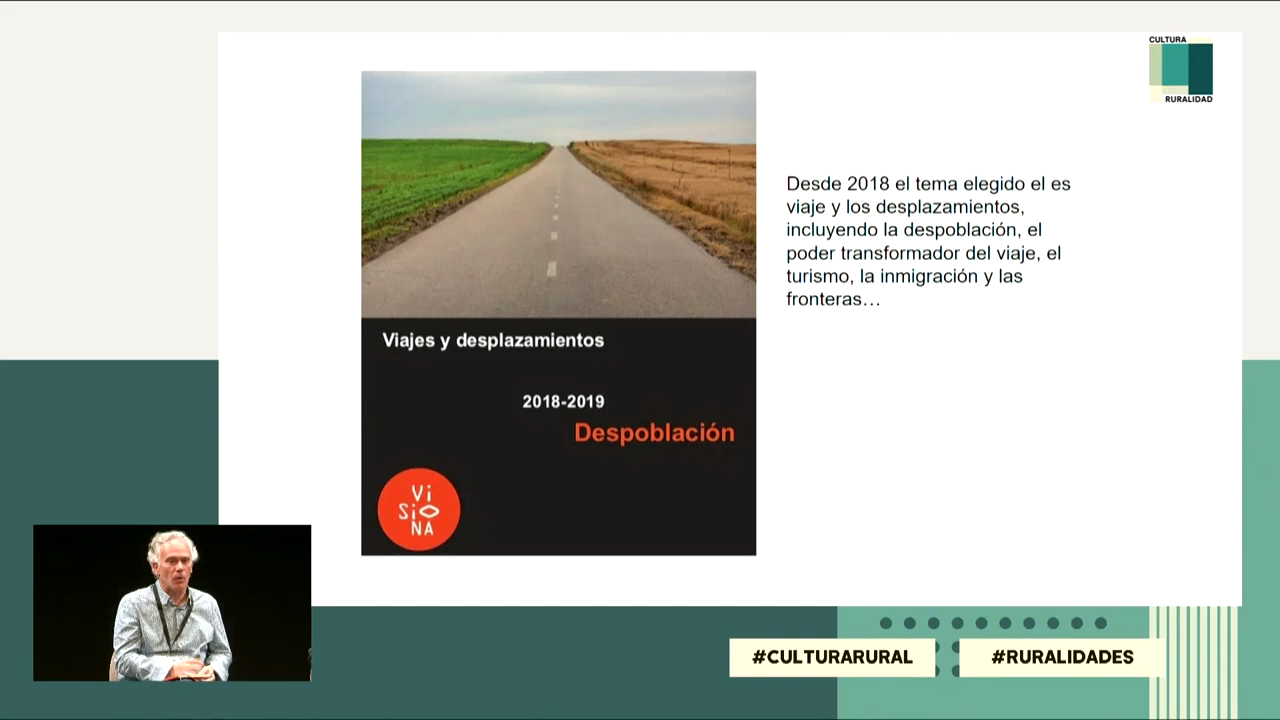 CULTURA
RURALIDAD
Desde 2018 el tema elegido el es
viaje y los desplazamientos,
incluyendo la despoblación, el
poder transformador del viaje, el
turismo, la inmigración y las
fronteras…
Viajes y desplazamientos
2018-2019
Despoblación
Vi
SiO
NA
#CULTURARURAL
#RURALIDADES